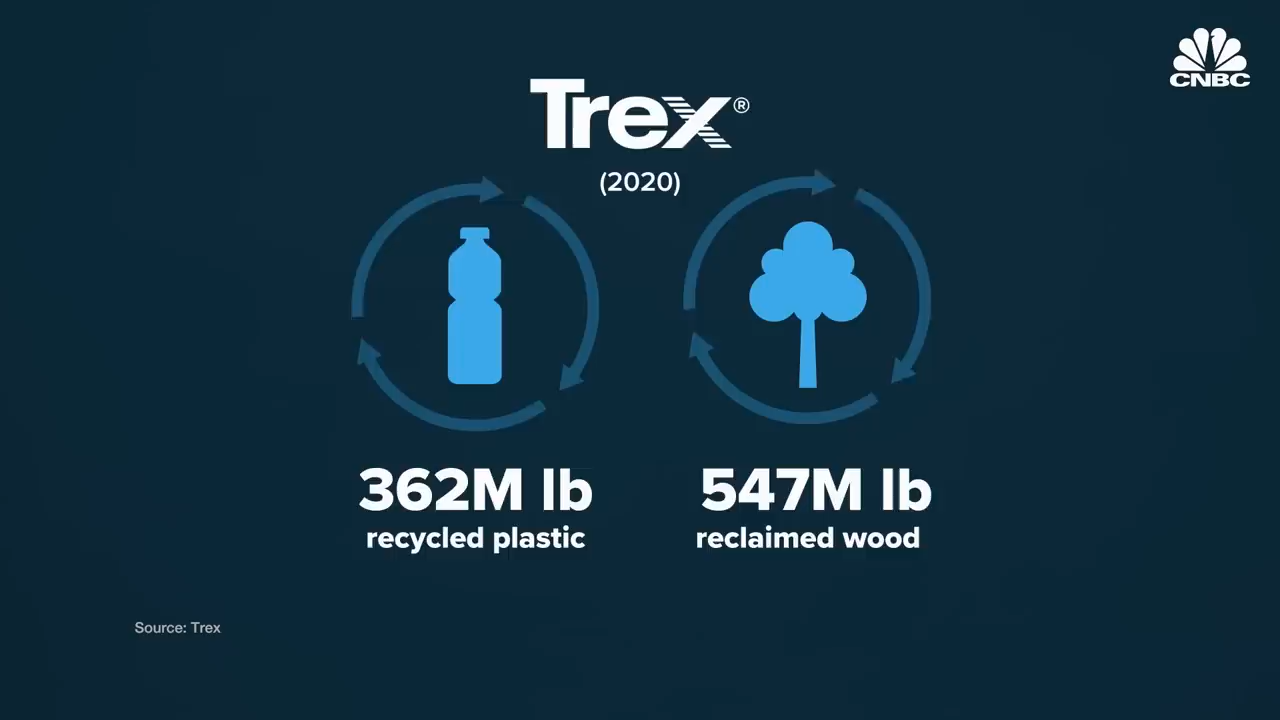 CNBC
Trex®
(2020)
362M lb
recycled plastic
547M lb
reclaimed wood
Source: Trex